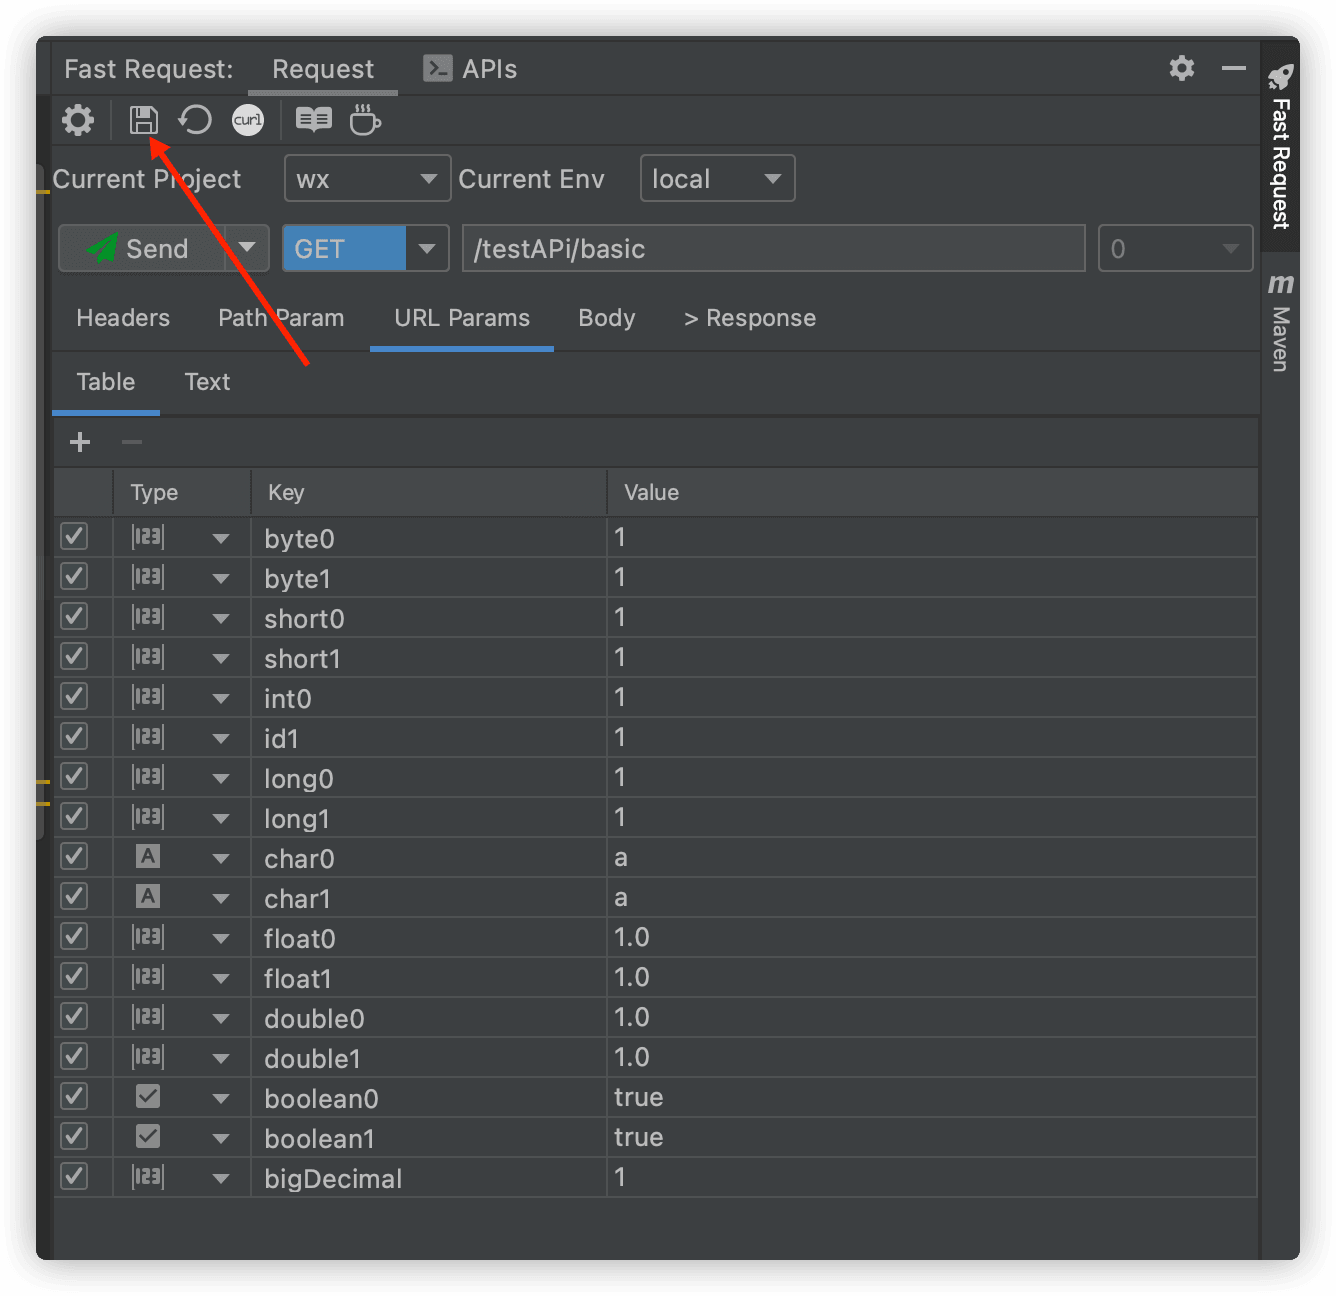 Fast Request: Request APIs
curl
Current Project wx Current Env local
Send GET /testAPi/basic 0
Headers Path Param URL Params Body > Response
Table Text
Type Key Value
123 byte0 1
123 byte1 1
123 short0 1
123 short1 1
123 int0 1
123 id1 1
123 long0 1
123 long1 1
A char0 a
A char1 a
123 float0 1.0
123 float1 1.0
123 double0 1.0
123 double1 1.0
boolean0 true
boolean1 true
123 bigDecimal 1
Fast Request
m Maven